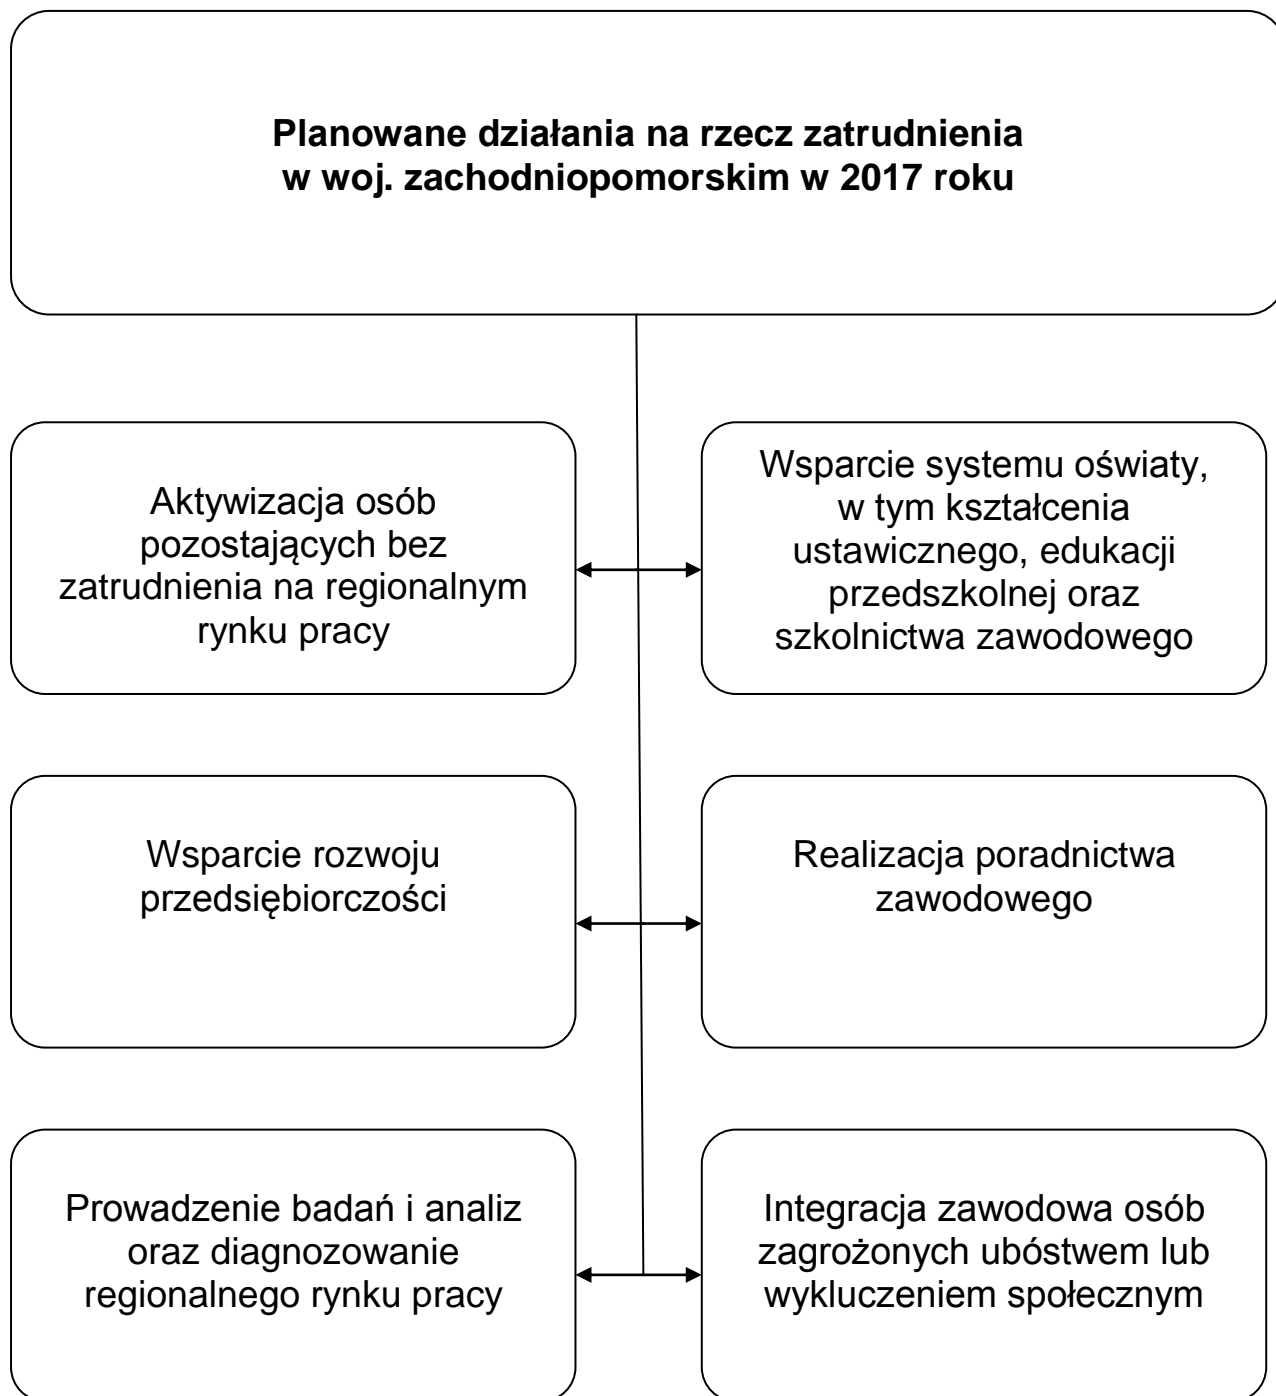 Planowane działania na rzecz zatrudnienia
w woj. zachodniopomorskim w 2017 roku
Aktywizacja osób
pozostających bez
zatrudnienia na regionalnym
rynku pracy
Wsparcie systemu oświaty,
w tym kształcenia
ustawicznego, edukacji
przedszkolnej oraz
szkolnictwa zawodowego
Wsparcie rozwoju
przedsiębiorczości
Realizacja poradnictwa
zawodowego
Prowadzenie badań i analiz
oraz diagnozowanie
regionalnego rynku pracy
Integracja zawodowa osób
zagrożonych ubóstwem lub
wykluczeniem społecznym